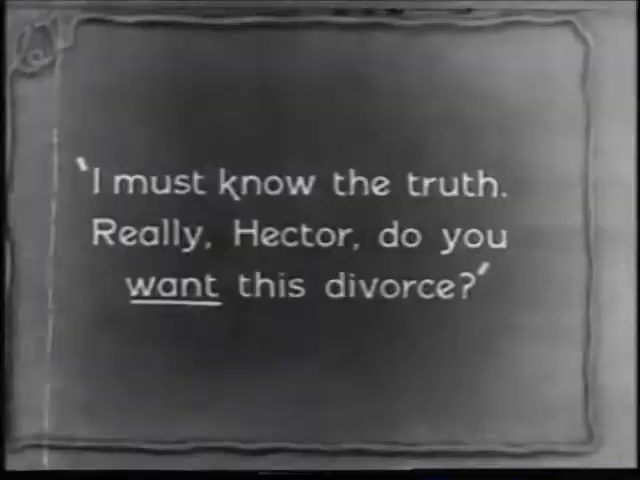 "I must know the truth.
Really, Hector, do you
want this divorce?"